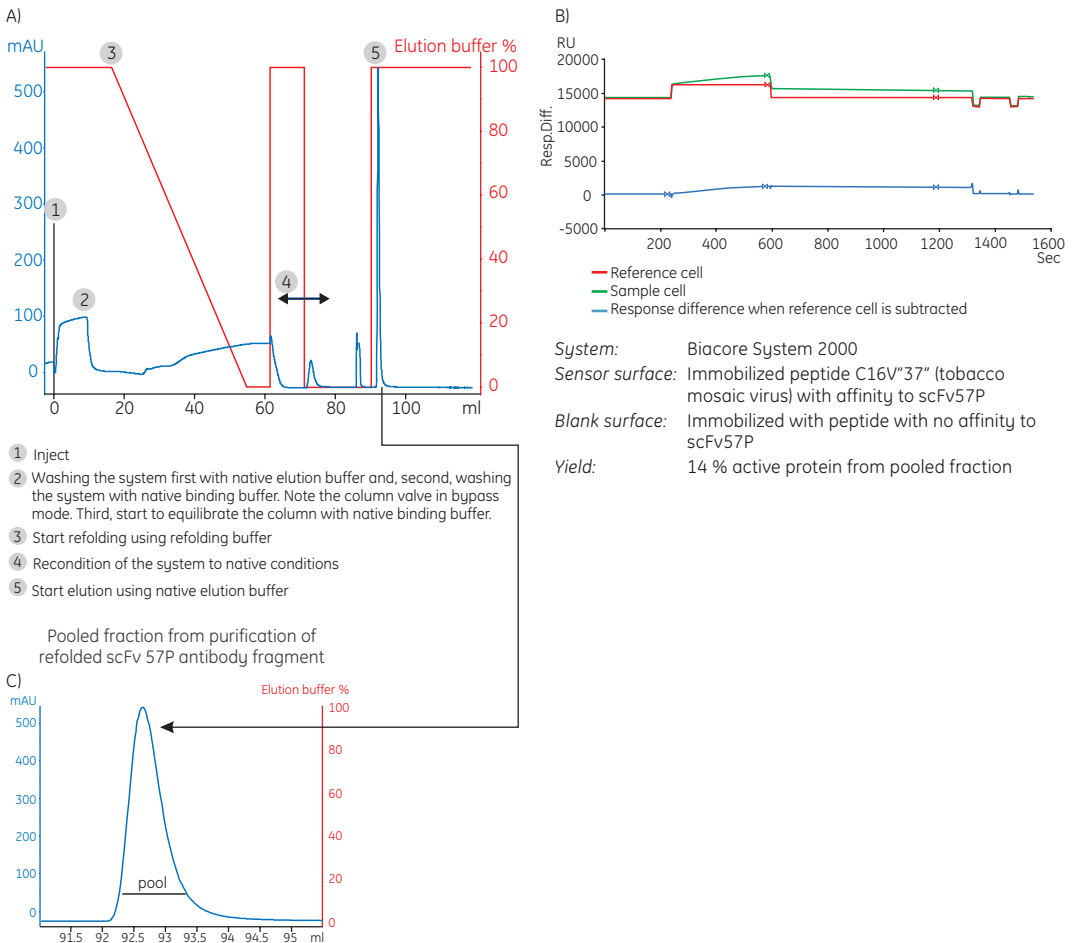 A)
mAU
Elution buffer %
3
5
500
400
300
200
100
0
100
80
60
40
20
0
1
2
4
0
20
40
60
80
100
ml
1 Inject
2 Washing the system first with native elution buffer and, second, washing
the system with native binding buffer. Note the column valve in bypass
mode. Third, start to equilibrate the column with native binding buffer.
3 Start refolding using refolding buffer
4 Recondition of the system to native conditions
5 Start elution using native elution buffer
Pooled fraction from purification of
refolded scFv 57P antibody fragment
C)
mAU
Elution buffer %
500
400
300
200
100
0
100
80
60
40
20
0
pool
91.5
92
92.5
93
93.5
94
94.5
95
ml
B)
RU
20000
15000
10000
5000
0
-5000
Resp.Diff.
200
400
600
800
1000
1200
1400
1600
Sec
Reference cell
Sample cell
Response difference when reference cell is subtracted
System: Biacore System 2000
Sensor surface: Immobilized peptide C16V"37" (tobacco
mosaic virus) with affinity to scFv57P
Blank surface: Immobilized with peptide with no affinity to
scFv57P
Yield: 14 % active protein from pooled fraction